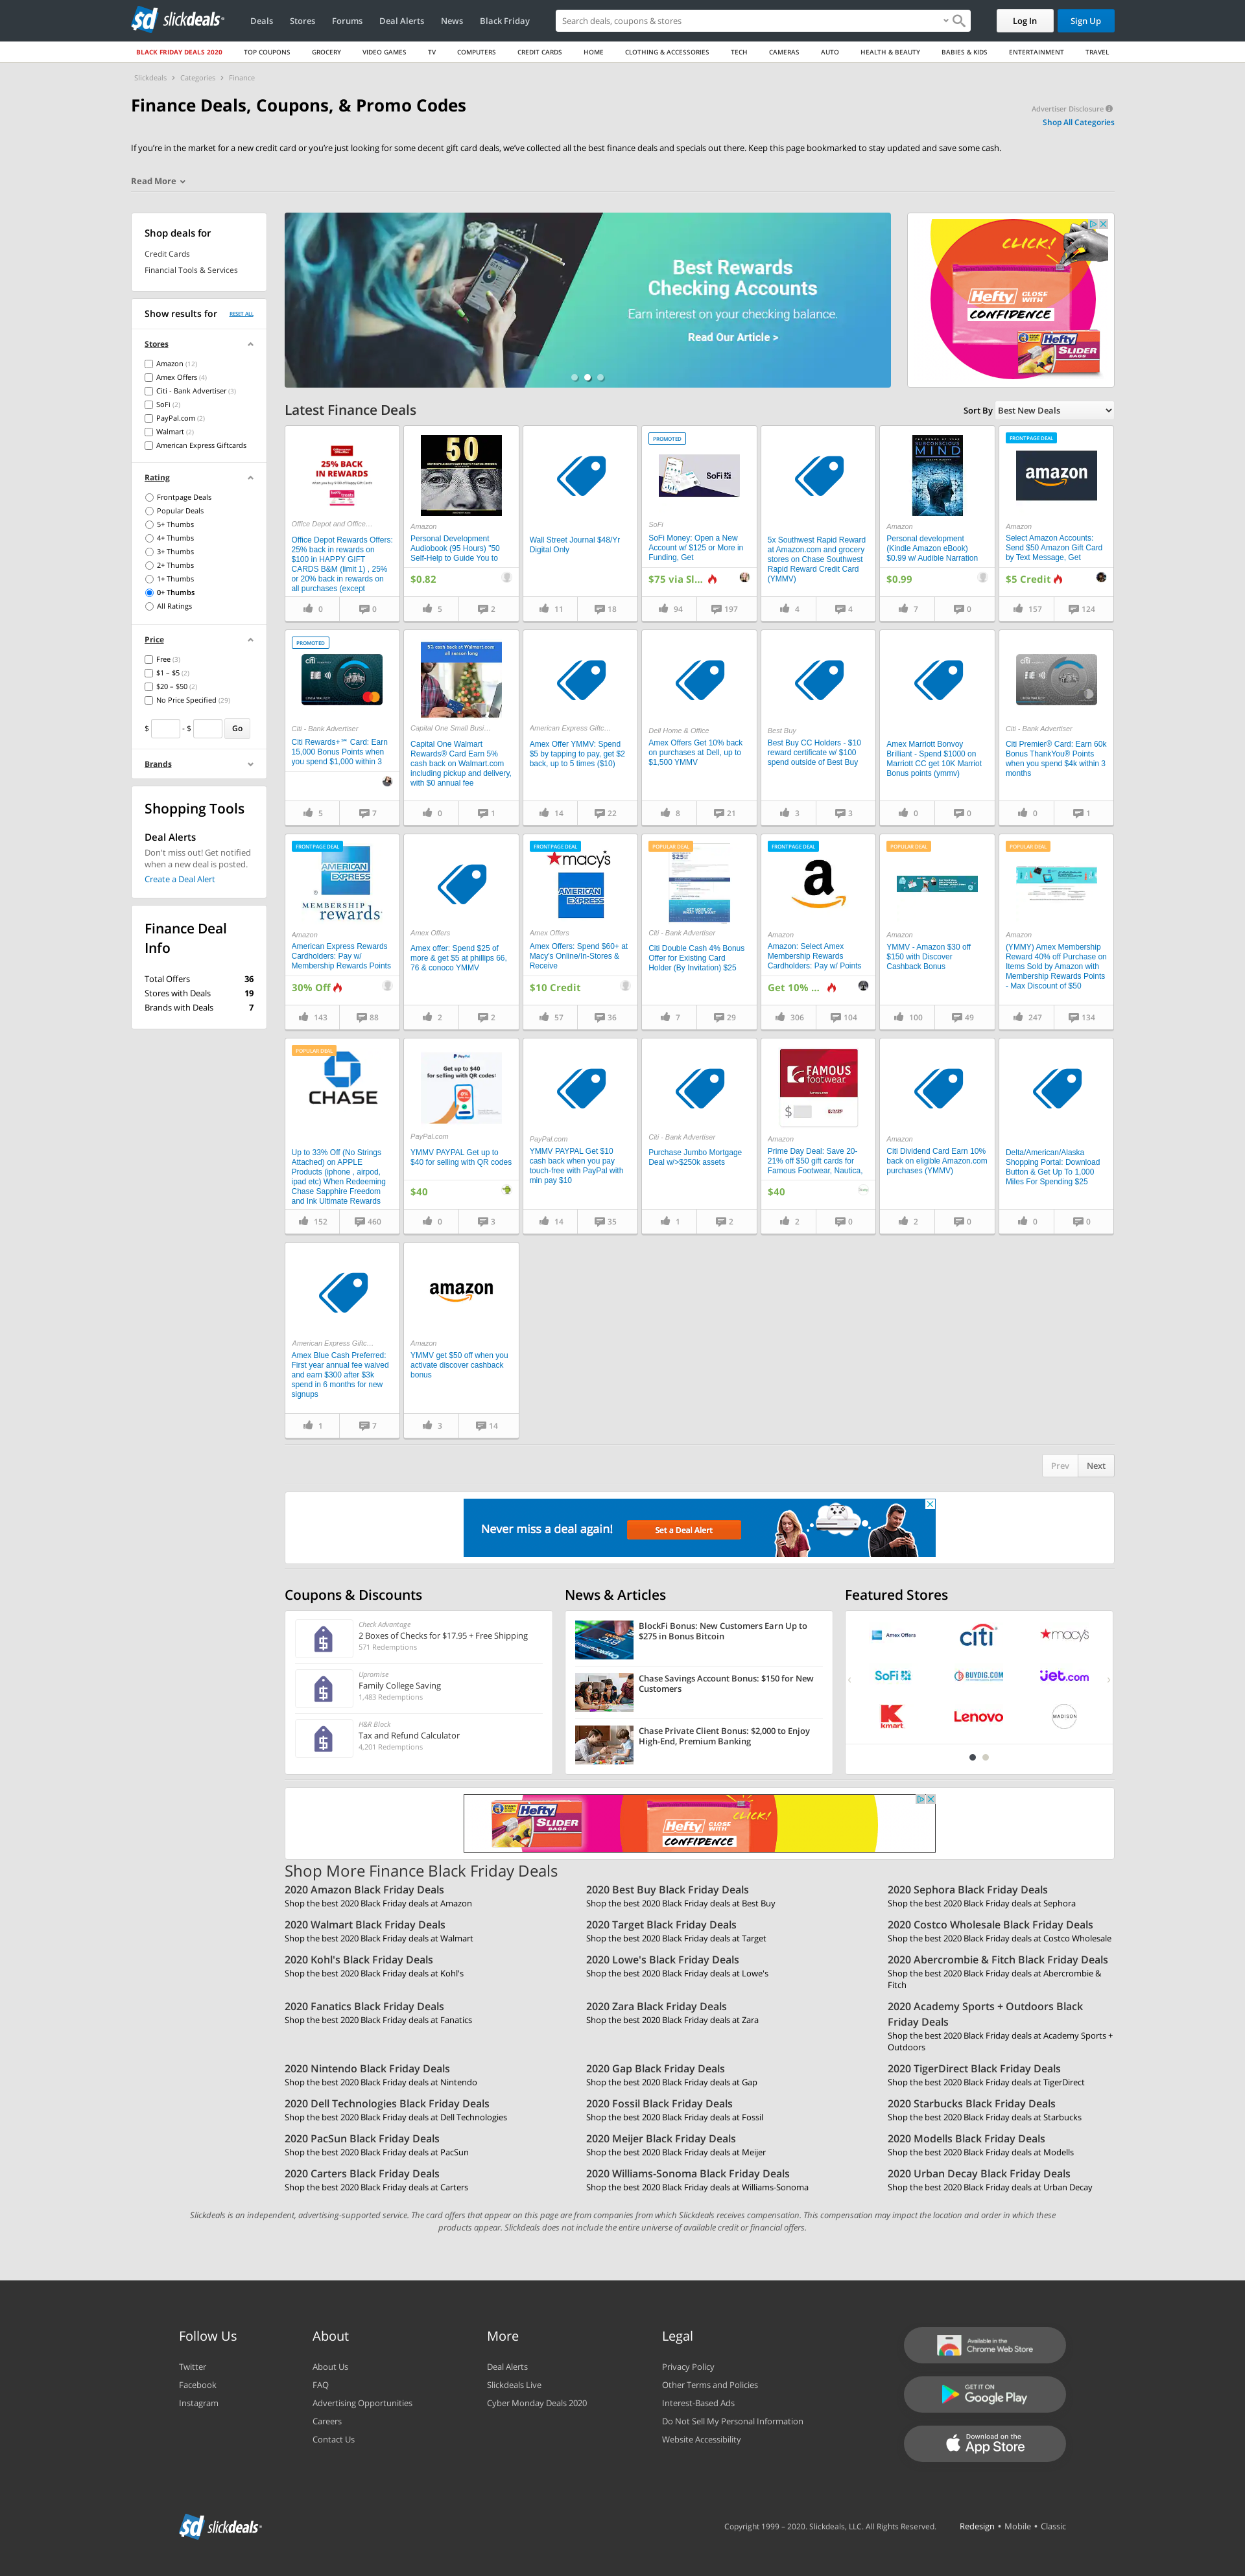 slickdeals
Deals
Stores
Forums
Deal Alerts
News
Black Friday
Search deals, coupons & stores
Log In
Sign Up
BLACK FRIDAY DEALS 2020
TOP COUPONS
GROCERY
VIDEO GAMES
TV
COMPUTERS
CREDIT CARDS
HOME
CLOTHING & ACCESSORIES
TECH
CAMERAS
AUTO
HEALTH & BEAUTY
BABIES & KIDS
ENTERTAINMENT
TRAVEL
Slickdeals > Categories > Finance
Finance Deals, Coupons, & Promo Codes
Advertiser Disclosure
Shop All Categories
If you're in the market for a new credit card or you're just looking for some decent gift card deals, we've collected all the best finance deals and specials out there. Keep this page bookmarked to stay updated and save some cash.
Read More
Shop deals for
Credit Cards
Financial Tools & Services
Show results for
RESET ALL
Stores
Amazon (12)
Amex Offers (4)
Citi - Bank Advertiser (3)
SoFi (2)
PayPal.com (2)
Walmart (2)
American Express Giftcards
Rating
Frontpage Deals
Popular Deals
5+ Thumbs
4+ Thumbs
3+ Thumbs
2+ Thumbs
1+ Thumbs
0+ Thumbs
All Ratings
Price
Free (3)
$1 – $5 (2)
$20 – $50 (2)
No Price Specified (29)
$ - $ Go
Brands
Shopping Tools
Deal Alerts
Don't miss out! Get notified
when a new deal is posted.
Create a Deal Alert
Finance Deal
Info
Total Offers 36
Stores with Deals 19
Brands with Deals 7
Best Rewards
Checking Accounts
Earn interest on your checking balance.
Read Our Article >
CLICK!
Hefty
CLOSE WITH
CONFIDENCE
Hefty
SLIDER
BAGS
Latest Finance Deals
Sort By Best New Deals
25% BACK
IN REWARDS
Office Depot and Office...
Office Depot Rewards Offers:
25% back in rewards on
$100 in HAPPY GIFT
CARDS B&M (limit 1) , 25%
or 20% back in rewards on
all purchases (except
0 0
50
Amazon
Personal Development
Audiobook (95 Hours) "50
Self-Help to Guide You to
$0.82
5 2
Wall Street Journal $48/Yr
Digital Only
11 18
PROMOTED
SoFi
SoFi
SoFi Money: Open a New
Account w/ $125 or More in
Funding, Get
$75 via Sl...
94 197
5x Southwest Rapid Reward
at Amazon.com and grocery
stores on Chase Southwest
Rapid Reward Credit Card
(YMMV)
4 4
SUBCONSCIOUS
MIND
Amazon
Personal development
(Kindle Amazon eBook)
$0.99 w/ Audible Narration
$0.99
7 0
FRONTPAGE DEAL
amazon
Amazon
Select Amazon Accounts:
Send $50 Amazon Gift Card
by Text Message, Get
$5 Credit
157 124
PROMOTED
citi
Citi - Bank Advertiser
Citi Rewards+℠ Card: Earn
15,000 Bonus Points when
you spend $1,000 within 3
5 7
5% cash back at Walmart.com
all season long
Capital One Small Busi...
Capital One Walmart
Rewards® Card Earn 5%
cash back on Walmart.com
including pickup and delivery,
with $0 annual fee
0 1
American Express Giftc...
Amex Offer YMMV: Spend
$5 by tapping to pay, get $2
back, up to 5 times ($10)
14 22
Dell Home & Office
Amex Offers Get 10% back
on purchases at Dell, up to
$1,500 YMMV
8 21
Best Buy
Best Buy CC Holders - $10
reward certificate w/ $100
spend outside of Best Buy
3 3
Amex Marriott Bonvoy
Brilliant - Spend $1000 on
Marriott CC get 10K Marriot
Bonus points (ymmv)
0 0
citi
Citi - Bank Advertiser
Citi Premier® Card: Earn 60k
Bonus ThankYou® Points
when you spend $4k within 3
months
0 1
FRONTPAGE DEAL
AMERICAN
EXPRESS
MEMBERSHIP
rewards
Amazon
American Express Rewards
Cardholders: Pay w/
Membership Rewards Points
30% Off
143 88
Amex Offers
Amex offer: Spend $25 of
more & get $5 at phillips 66,
76 & conoco YMMV
2 2
FRONTPAGE DEAL
macy's
AMERICAN
EXPRESS
Amex Offers
Amex Offers: Spend $60+ at
Macy's Online/In-Stores &
Receive
$10 Credit
57 36
POPULAR DEAL
$25
Citi - Bank Advertiser
Citi Double Cash 4% Bonus
Offer for Existing Card
Holder (By Invitation) $25
7 29
FRONTPAGE DEAL
a
Amazon
Amazon: Select Amex
Membership Rewards
Cardholders: Pay w/ Points
Get 10% ...
306 104
POPULAR DEAL
Amazon
YMMV - Amazon $30 off
$150 with Discover
Cashback Bonus
100 49
POPULAR DEAL
Amazon
(YMMY) Amex Membership
Reward 40% off Purchase on
Items Sold by Amazon with
Membership Rewards Points
- Max Discount of $50
247 134
POPULAR DEAL
CHASE
Up to 33% Off (No Strings
Attached) on APPLE
Products (iphone , airpod,
ipad etc) When Redeeming
Chase Sapphire Freedom
and Ink Ultimate Rewards
152 460
PayPal
Get up to $40
for selling with QR codes
PayPal.com
YMMV PAYPAL Get up to
$40 for selling with QR codes
$40
0 3
PayPal.com
YMMV PAYPAL Get $10
cash back when you pay
touch-free with PayPal with
min pay $10
14 35
Citi - Bank Advertiser
Purchase Jumbo Mortgage
Deal w/>$250k assets
1 2
FAMOUS
footwear
$
Amazon
Prime Day Deal: Save 20-
21% off $50 gift cards for
Famous Footwear, Nautica,
$40
2 0
Amazon
Citi Dividend Card Earn 10%
back on eligible Amazon.com
purchases (YMMV)
2 0
Delta/American/Alaska
Shopping Portal: Download
Button & Get Up To 1,000
Miles For Spending $25
0 0
American Express Giftc...
Amex Blue Cash Preferred:
First year annual fee waived
and earn $300 after $3k
spend in 6 months for new
signups
1 7
amazon
Amazon
YMMV get $50 off when you
activate discover cashback
bonus
3 14
Prev
Next
Never miss a deal again!
Set a Deal Alert
Coupons & Discounts
Check Advantage
2 Boxes of Checks for $17.95 + Free Shipping
571 Redemptions
Upromise
Family College Saving
1,483 Redemptions
H&R Block
Tax and Refund Calculator
4,201 Redemptions
News & Articles
BlockFi Bonus: New Customers Earn Up to
$275 in Bonus Bitcoin
Chase Savings Account Bonus: $150 for New
Customers
Chase Private Client Bonus: $2,000 to Enjoy
High-End, Premium Banking
Featured Stores
Amex Offers
citi
macy's
SoFi
BUYDIG.COM
jet.com
kmart
Lenovo
MADISON
Hefty
SLIDER
BAGS
Hefty
CLOSE WITH
CONFIDENCE
CLICK!
Shop More Finance Black Friday Deals
2020 Amazon Black Friday Deals
Shop the best 2020 Black Friday deals at Amazon
2020 Best Buy Black Friday Deals
Shop the best 2020 Black Friday deals at Best Buy
2020 Sephora Black Friday Deals
Shop the best 2020 Black Friday deals at Sephora
2020 Walmart Black Friday Deals
Shop the best 2020 Black Friday deals at Walmart
2020 Target Black Friday Deals
Shop the best 2020 Black Friday deals at Target
2020 Costco Wholesale Black Friday Deals
Shop the best 2020 Black Friday deals at Costco Wholesale
2020 Kohl's Black Friday Deals
Shop the best 2020 Black Friday deals at Kohl's
2020 Lowe's Black Friday Deals
Shop the best 2020 Black Friday deals at Lowe's
2020 Abercrombie & Fitch Black Friday Deals
Shop the best 2020 Black Friday deals at Abercrombie &
Fitch
2020 Fanatics Black Friday Deals
Shop the best 2020 Black Friday deals at Fanatics
2020 Zara Black Friday Deals
Shop the best 2020 Black Friday deals at Zara
2020 Academy Sports + Outdoors Black
Friday Deals
Shop the best 2020 Black Friday deals at Academy Sports +
Outdoors
2020 Nintendo Black Friday Deals
Shop the best 2020 Black Friday deals at Nintendo
2020 Gap Black Friday Deals
Shop the best 2020 Black Friday deals at Gap
2020 TigerDirect Black Friday Deals
Shop the best 2020 Black Friday deals at TigerDirect
2020 Dell Technologies Black Friday Deals
Shop the best 2020 Black Friday deals at Dell Technologies
2020 Fossil Black Friday Deals
Shop the best 2020 Black Friday deals at Fossil
2020 Starbucks Black Friday Deals
Shop the best 2020 Black Friday deals at Starbucks
2020 PacSun Black Friday Deals
Shop the best 2020 Black Friday deals at PacSun
2020 Meijer Black Friday Deals
Shop the best 2020 Black Friday deals at Meijer
2020 Modells Black Friday Deals
Shop the best 2020 Black Friday deals at Modells
2020 Carters Black Friday Deals
Shop the best 2020 Black Friday deals at Carters
2020 Williams-Sonoma Black Friday Deals
Shop the best 2020 Black Friday deals at Williams-Sonoma
2020 Urban Decay Black Friday Deals
Shop the best 2020 Black Friday deals at Urban Decay
Slickdeals is an independent, advertising-supported service. The card offers that appear on this page are from companies from which Slickdeals receives compensation. This compensation may impact the location and order in which these
products appear. Slickdeals does not include the entire universe of available credit or financial offers.
Follow Us
Twitter
Facebook
Instagram
About
About Us
FAQ
Advertising Opportunities
Careers
Contact Us
More
Deal Alerts
Slickdeals Live
Cyber Monday Deals 2020
Legal
Privacy Policy
Other Terms and Policies
Interest-Based Ads
Do Not Sell My Personal Information
Website Accessibility
Available in the
Chrome Web Store
GET IT ON
Google Play
Download on the
App Store
slickdeals
Copyright 1999 – 2020. Slickdeals, LLC. All Rights Reserved.
Redesign • Mobile • Classic